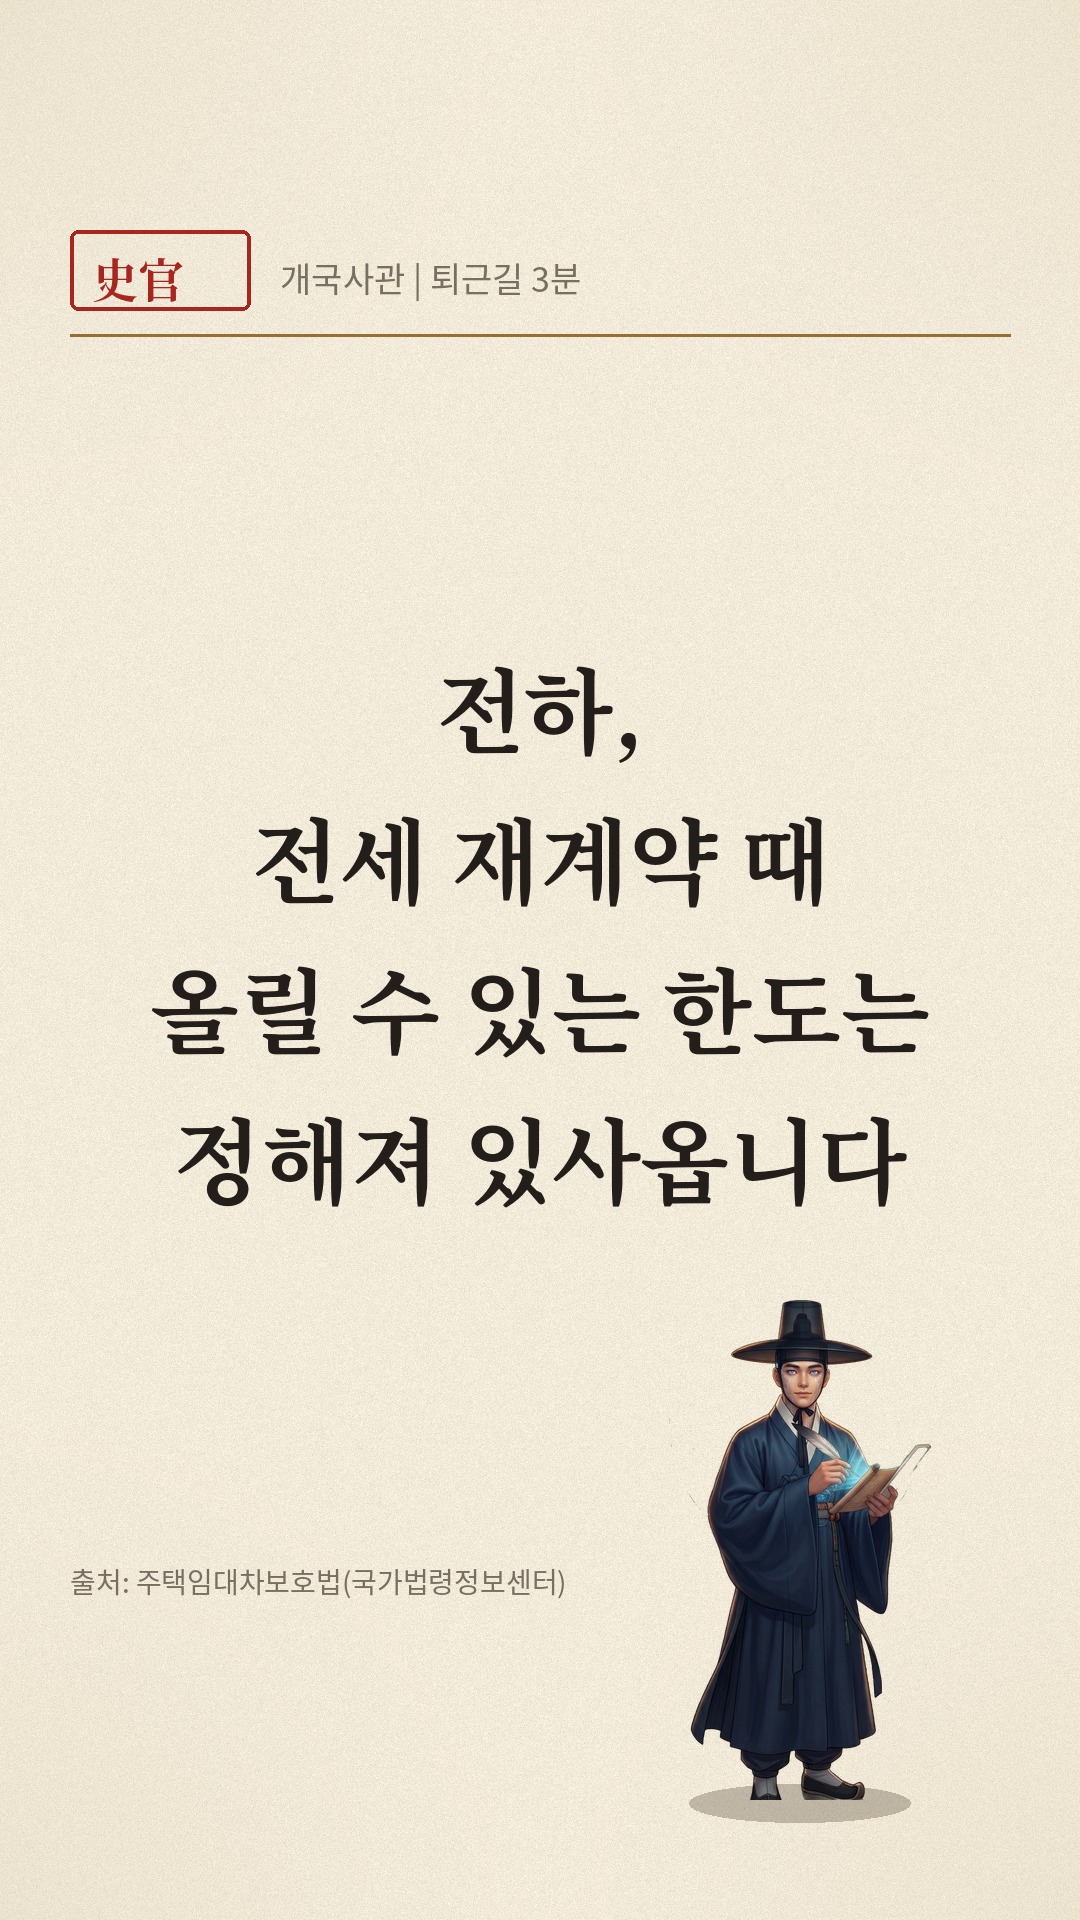 史官
개국사관 | 퇴근길 3분
전하,
전세 재계약 때
올릴 수 있는 한도는
정해져 있사옵니다
출처: 주택임대차보호법(국가법령정보센터)